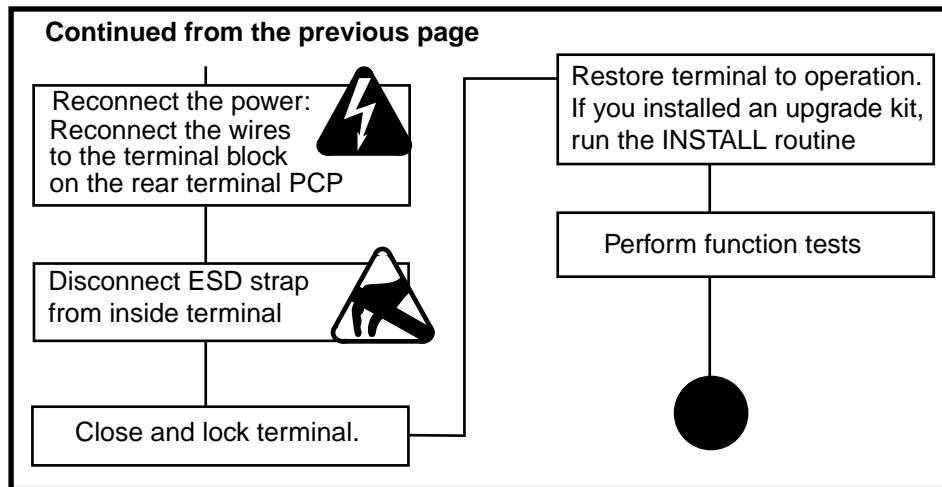 Continued from the previous page
Reconnect the power:
Reconnect the wires
to the terminal block
on the rear terminal PCP
Disconnect ESD strap
from inside terminal
Close and lock terminal.
Restore terminal to operation.
If you installed an upgrade kit,
run the INSTALL routine
Perform function tests